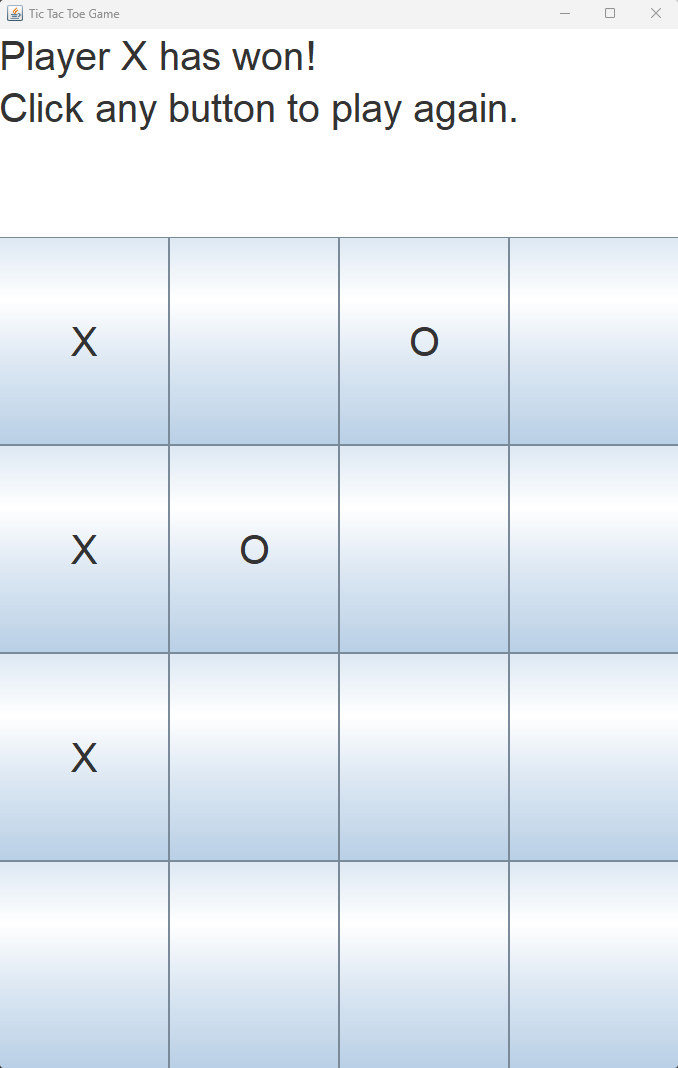 Tic Tac Toe Game
Player X has won!
Click any button to play again.
X O
X O
X